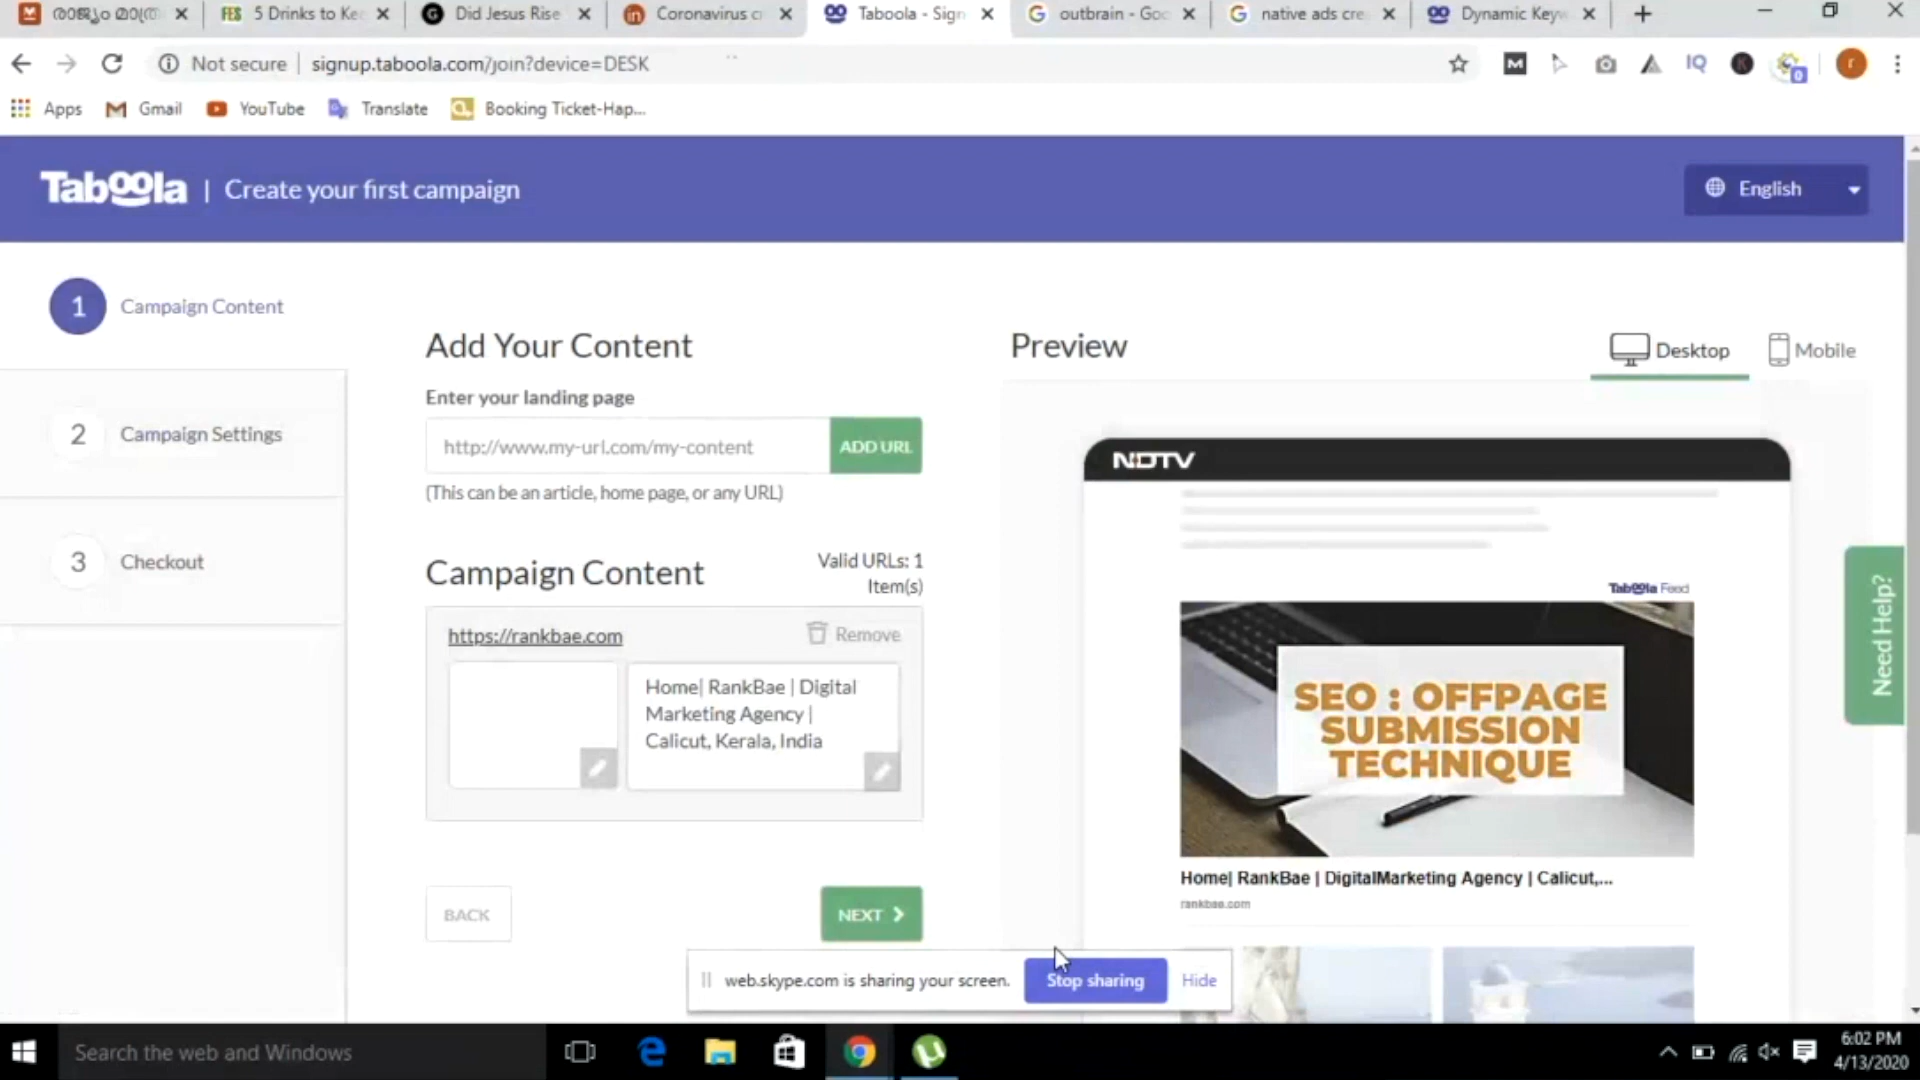 5 Drinks to Kee
Did Jesus Rise
Coronavirus c
Taboola - Sign
outbrain - Goo
native ads cre
Dynamic Keyw
Not secure
signup.taboola.com/join?device=DESK
IQ
Apps
Gmail
YouTube
Translate
Booking Ticket-Hap...
Taboola | Create your first campaign
English
1 Campaign Content
2 Campaign Settings
3 Checkout
Add Your Content
Enter your landing page
http://www.my-url.com/my-content
ADD URL
(This can be an article, home page, or any URL)
Campaign Content
Valid URLs: 1
Item(s)
https://rankbae.com
Remove
Home| RankBae | Digital
Marketing Agency |
Calicut, Kerala, India
BACK
NEXT
Preview
Desktop
Mobile
NDTV
Taboola Feed
SEO : OFFPAGE
SUBMISSION
TECHNIQUE
Home| RankBae | DigitalMarketing Agency | Calicut,...
rankbae.com
Need Help?
web.skype.com is sharing your screen.
Stop sharing
Hide
Search the web and Windows
6:02 PM
4/13/2020